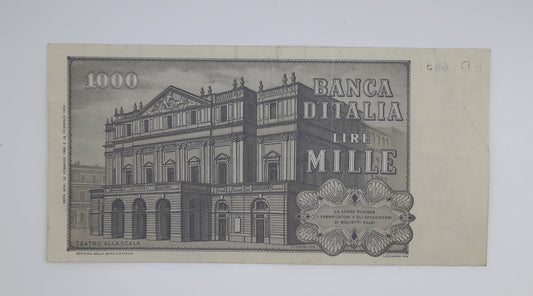 1000
BANCA
D'ITALIA
LIRE
MILLE
LA LEGGE PUNISCE
I FABBRICATORI E GLI SPACCIATORI
DI BIGLIETTI FALSI
TEATRO ALLA SCALA
OFFICINA DELLA BANCA D'ITALIA